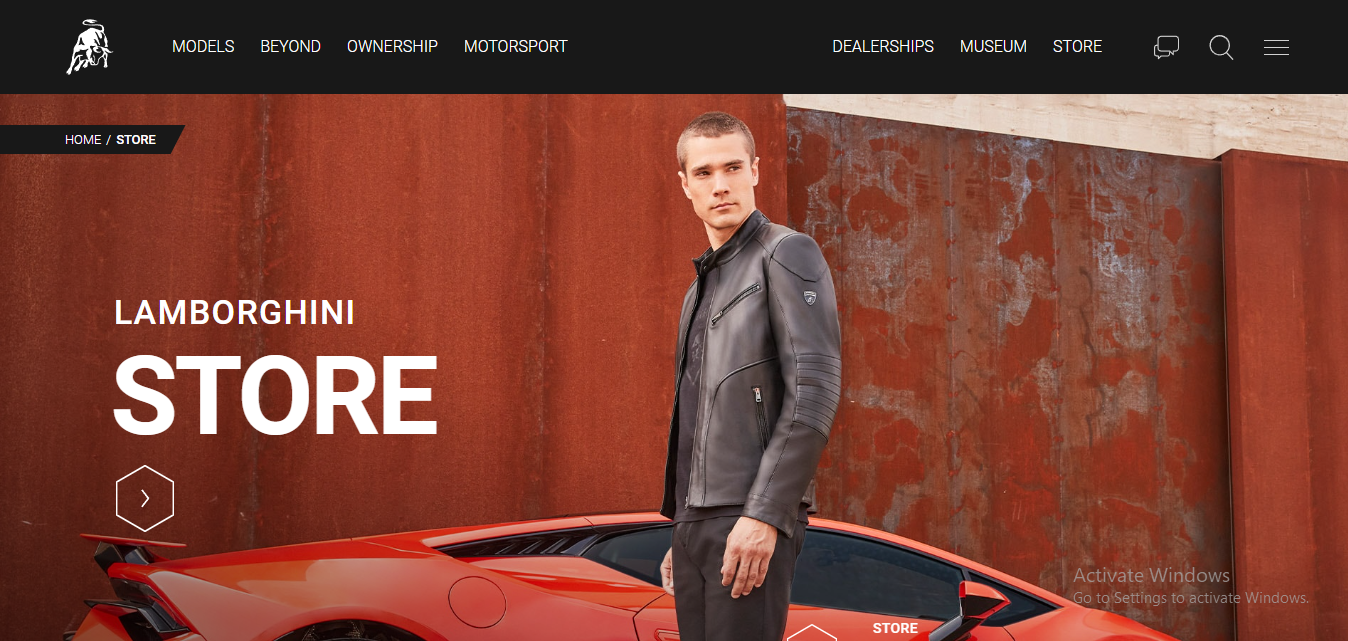 MODELS BEYOND OWNERSHIP MOTORSPORT DEALERSHIPS MUSEUM STORE
HOME / STORE
LAMBORGHINI
STORE
Activate Windows
Go to Settings to activate Windows.
STORE